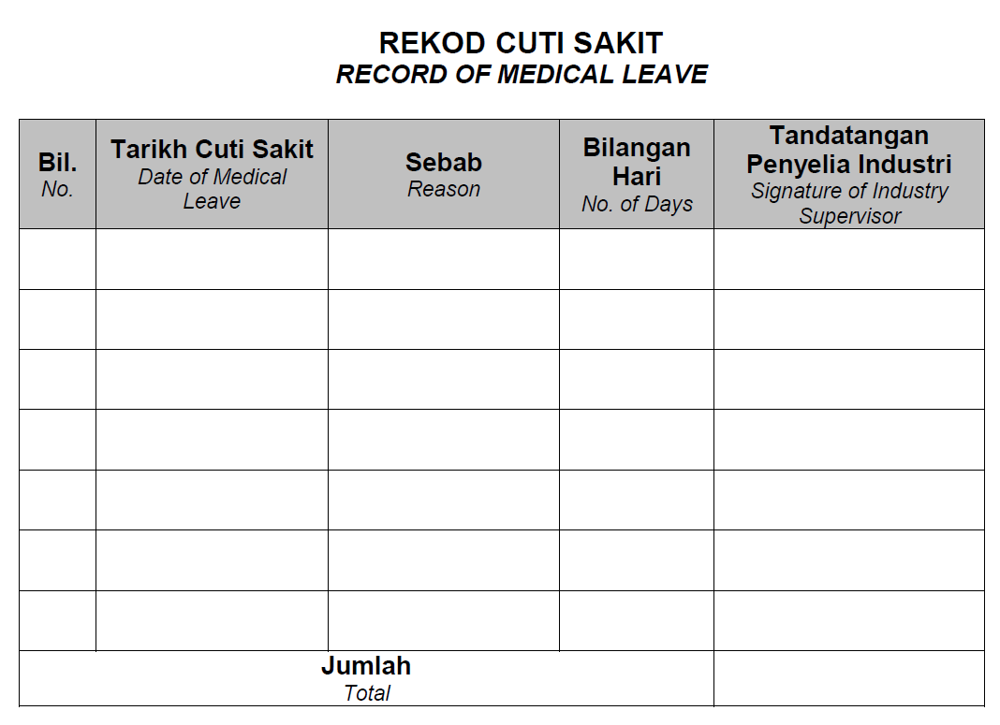 REKOD CUTI SAKIT
RECORD OF MEDICAL LEAVE
Bil.
No.
Tarikh Cuti Sakit
Date of Medical
Leave
Sebab
Reason
Bilangan
Hari
No. of Days
Tandatangan
Penyelia Industri
Signature of Industry
Supervisor
Jumlah
Total